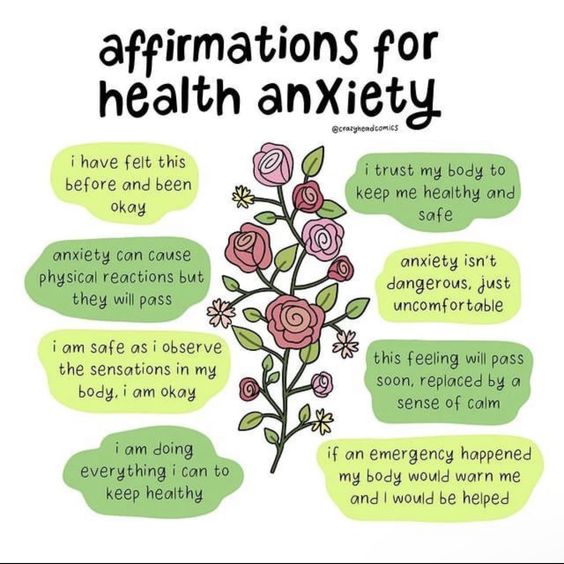 affirmations for
health anxiety
@crazyheadcomics
i have felt this
before and been
okay
anxiety can cause
physical reactions but
they will pass
i am safe as i observe
the sensations in my
body, i am okay
i am doing
everything i can to
keep healthy
i trust my body to
keep me healthy and
safe
anxiety isn't
dangerous, just
uncomfortable
this feeling will pass
soon, replaced by a
sense of calm
if an emergency happened
my body would warn me
and I would be helped